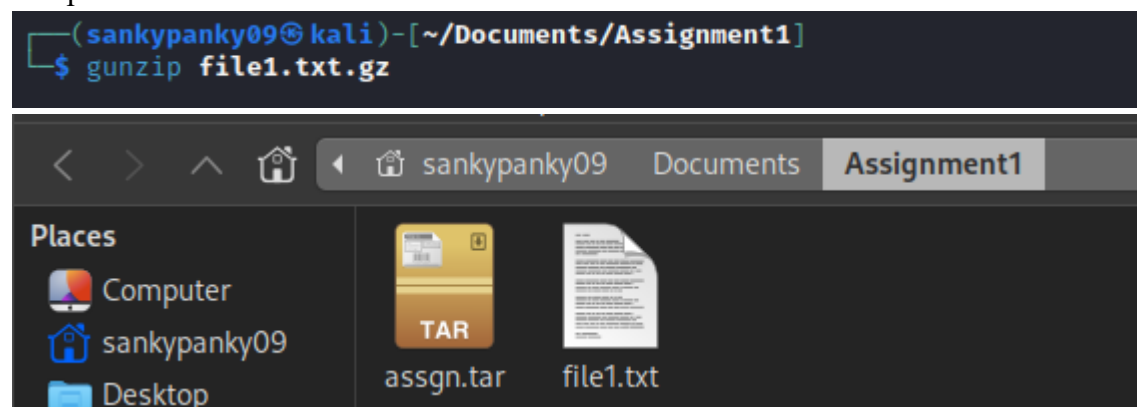 ┌──(sankypanky09㉿kali)-[~/Documents/Assignment1]
└─$ gunzip file1.txt.gz
sankypanky09 Documents Assignment1
Places
Computer
sankypanky09
Desktop
TAR
assgn.tar file1.txt